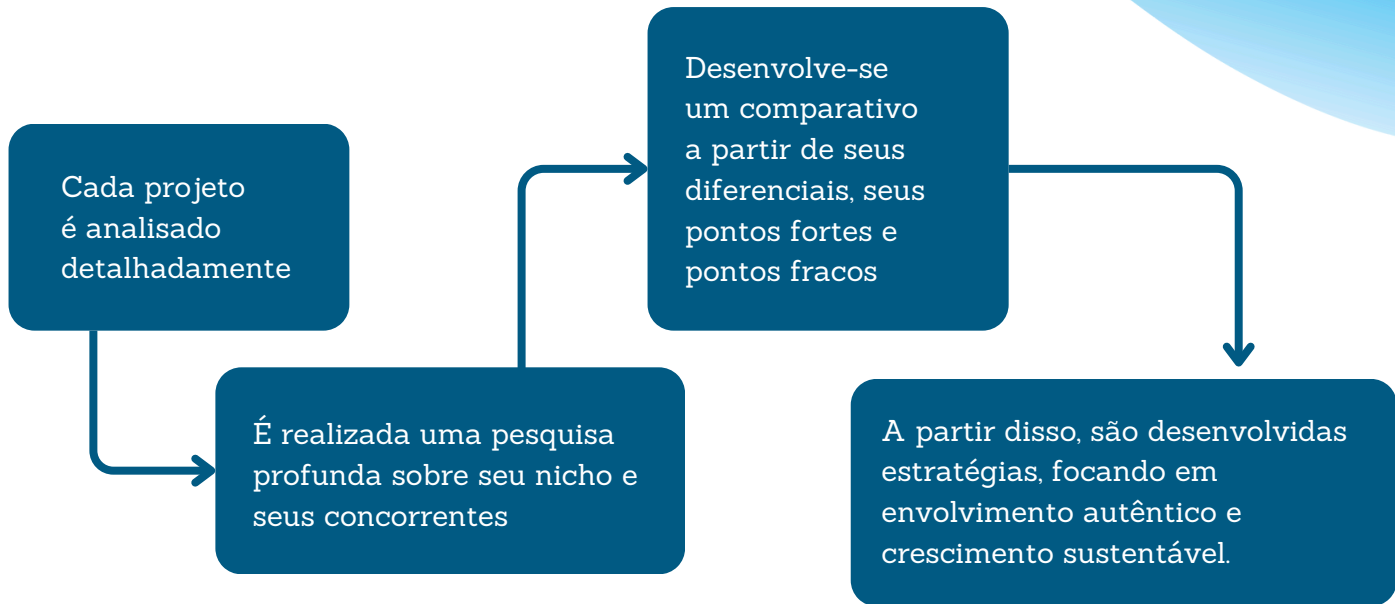 Cada projeto
é analisado
detalhadamente
É realizada uma pesquisa
profunda sobre seu nicho e
seus concorrentes
Desenvolve-se
um comparativo
a partir de seus
diferenciais, seus
pontos fortes e
pontos fracos
A partir disso, são desenvolvidas
estratégias, focando em
envolvimento autêntico e
crescimento sustentável.